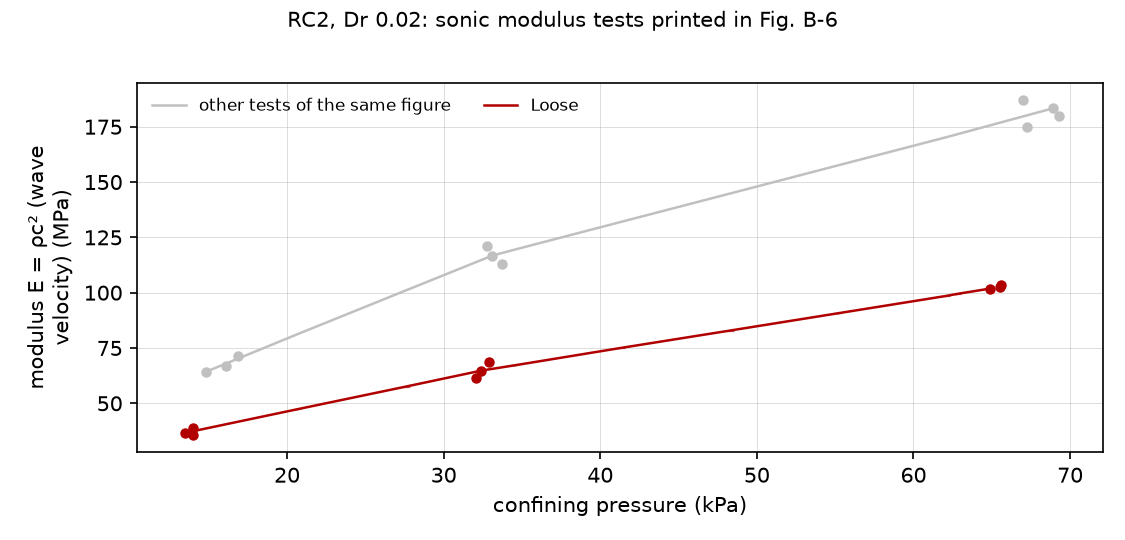 RC2, Dr 0.02: sonic modulus tests printed in Fig. B-6
other tests of the same figure
Loose
modulus E = ρc² (wave
velocity) (MPa)
175
150
125
100
75
50
20
30
40
50
60
70
confining pressure (kPa)